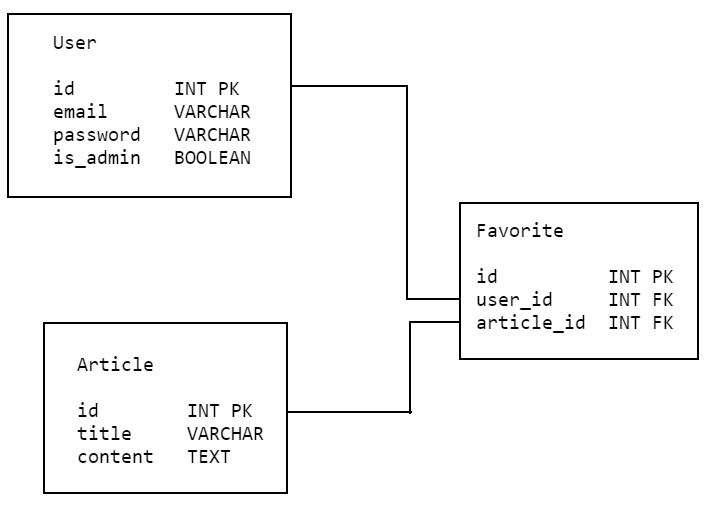 User
id INT PK
email VARCHAR
password VARCHAR
is_admin BOOLEAN
Favorite
id INT PK
user_id INT FK
article_id INT FK
Article
id INT PK
title VARCHAR
content TEXT